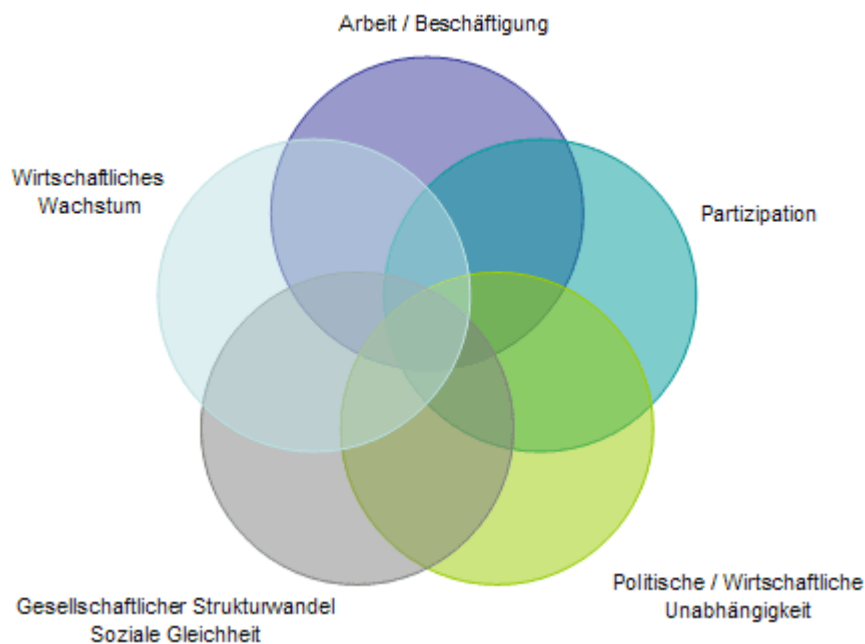 Arbeit / Beschäftigung
Wirtschaftliches
Wachstum
Partizipation
Politische / Wirtschaftliche
Unabhängigkeit
Gesellschaftlicher Strukturwandel
Soziale Gleichheit